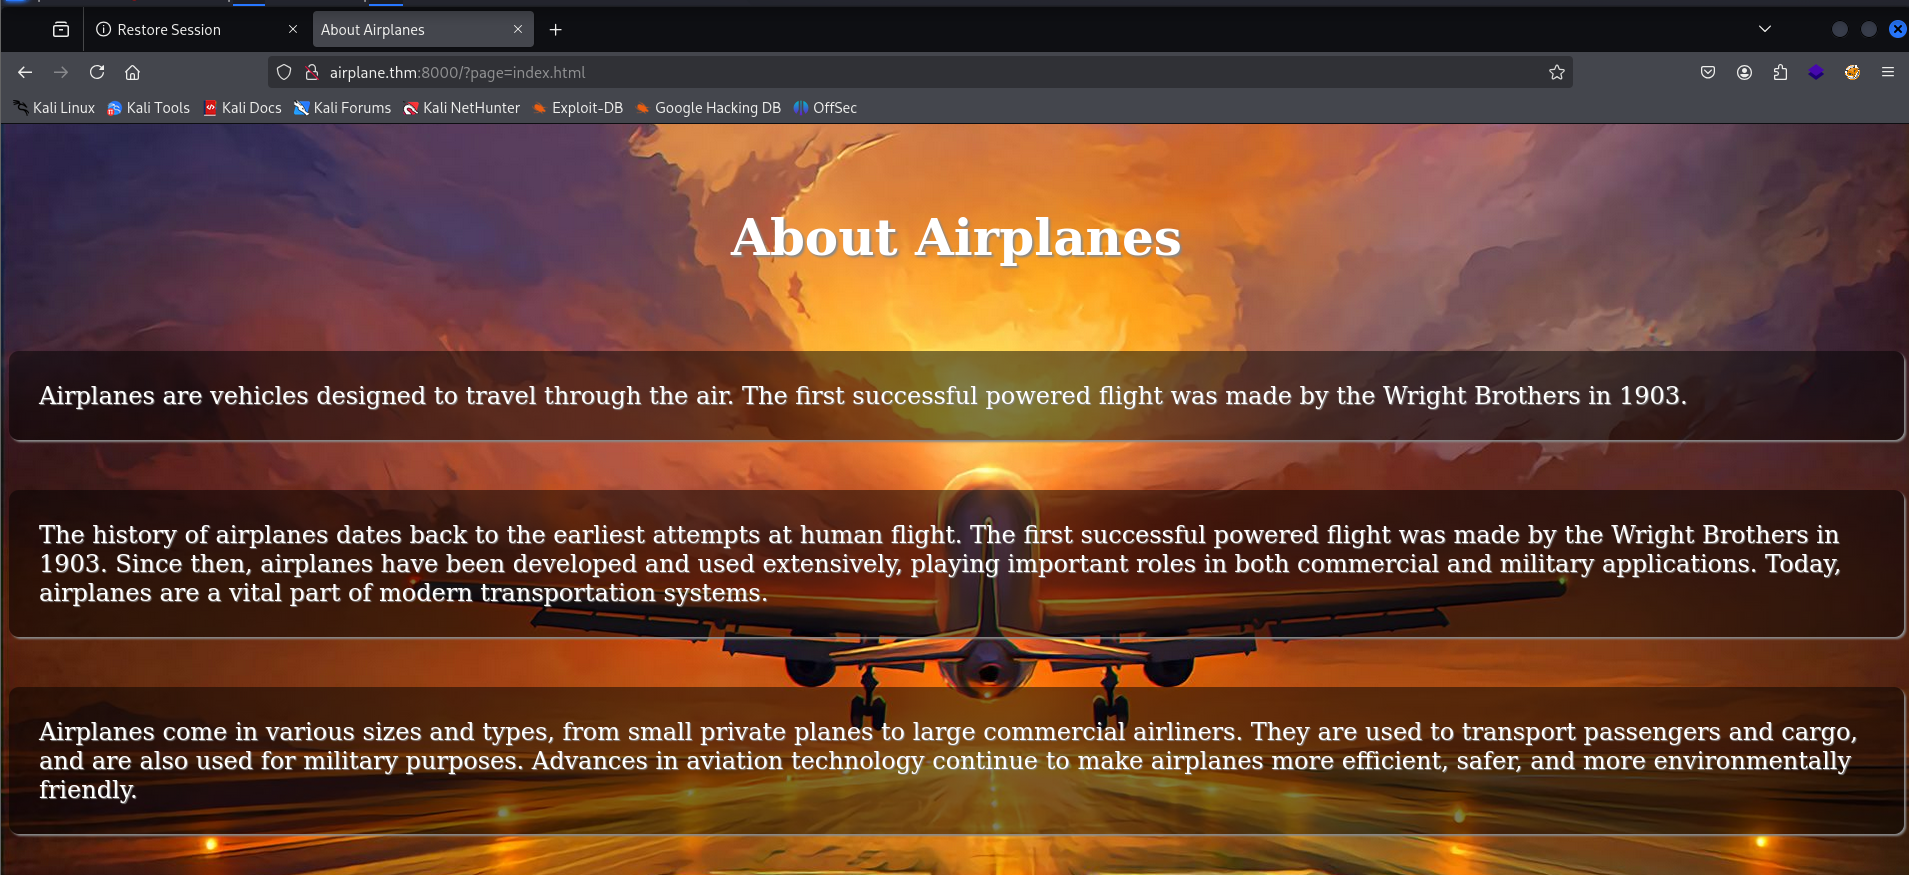 Restore Session
About Airplanes
airplane.thm:8000/?page=index.html
Kali Linux Kali Tools Kali Docs Kali Forums Kali NetHunter Exploit-DB Google Hacking DB OffSec
About Airplanes
Airplanes are vehicles designed to travel through the air. The first successful powered flight was made by the Wright Brothers in 1903.
The history of airplanes dates back to the earliest attempts at human flight. The first successful powered flight was made by the Wright Brothers in
1903. Since then, airplanes have been developed and used extensively, playing important roles in both commercial and military applications. Today,
airplanes are a vital part of modern transportation systems.
Airplanes come in various sizes and types, from small private planes to large commercial airliners. They are used to transport passengers and cargo,
and are also used for military purposes. Advances in aviation technology continue to make airplanes more efficient, safer, and more environmentally
friendly.